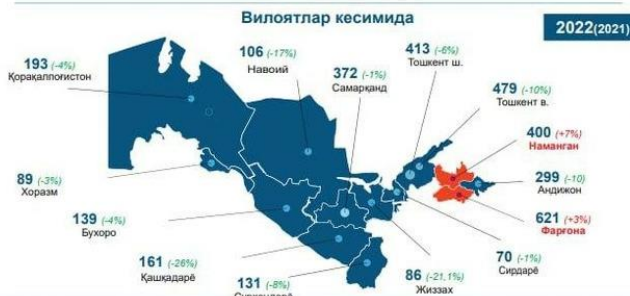 Вилоятлар кесимида
2022(2021)
193 (-4%)
Қорақалпоғистон
106 (-17%)
Навоий
372 (-1%)
Самарқанд
413 (-6%)
Тошкент ш.
479 (-10%)
Тошкент в.
400 (+7%)
Наманган
299 (-10)
Андижон
621 (+3%)
Фарғона
70 (-1%)
Сирдарё
86 (-21,1%)
Жиззах
131 (-8%)
161 (-26%)
Қашқадарё
139 (-4%)
Бухоро
89 (-3%)
Хоразм